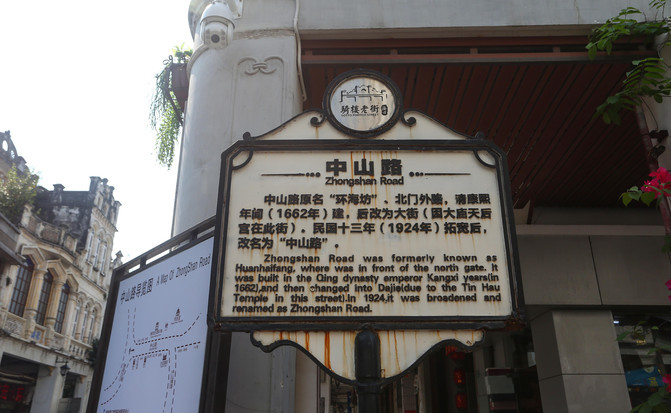 骑楼老街
中山路
Zhongshan Road
中山路原名“环海坊”、北门外路，清康熙
年间（1662年）建，后改为大街（国大庙天后
宫在此街）。民国十三年（1924年）拓宽后，
改名为“中山路”。
Zhongshan Road was formerly known as
Huanhaifang, where was in front of the north gate. It
was built in the Qing dynasty emperor Kangxi years(in
1662),and then changed into Dajie(due to the Tin Hau
Temple in this street).In 1924,it was broadened and
renamed as Zhongshan Road.
中山路导览图 A Map Of ZhongShan Road